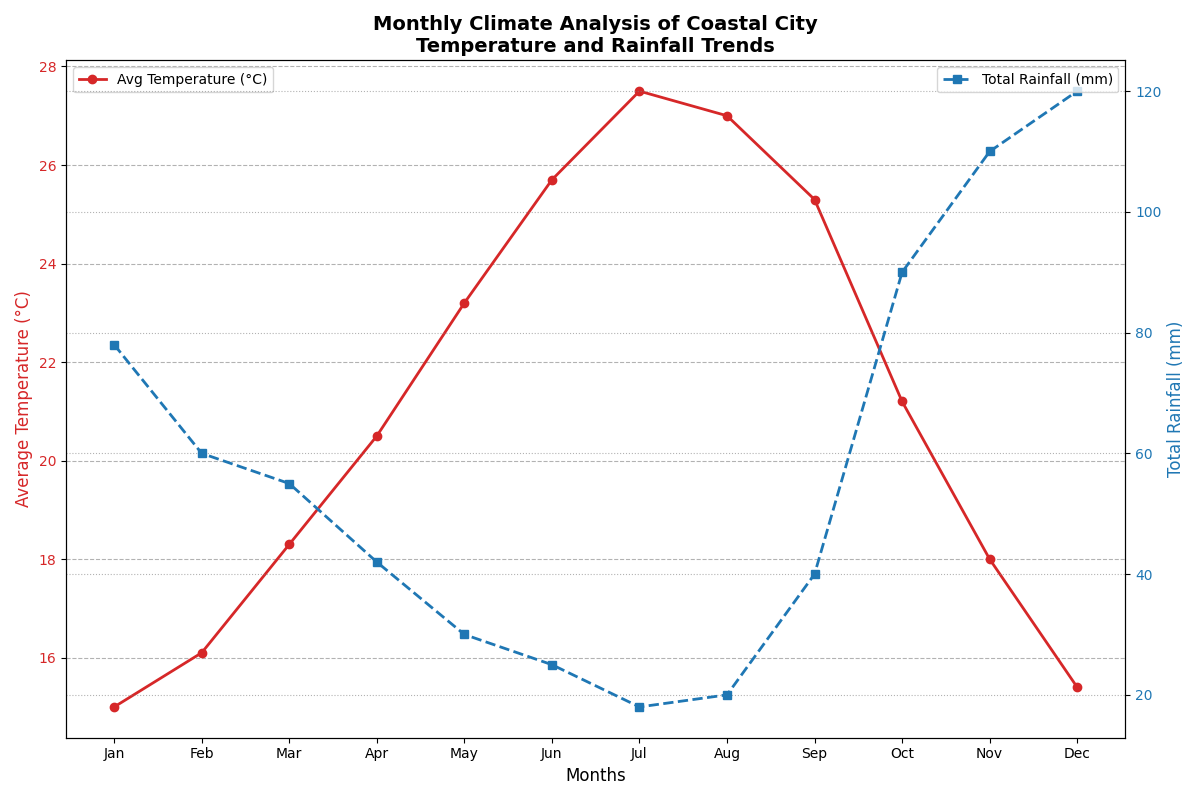 Monthly Climate Analysis of Coastal City
Temperature and Rainfall Trends
Avg Temperature (°C)
Total Rainfall (mm)
28
26
24
22
20
18
16
Average Temperature (°C)
120
100
80
60
40
20
Total Rainfall (mm)
Jan Feb Mar Apr May Jun Jul Aug Sep Oct Nov Dec
Months